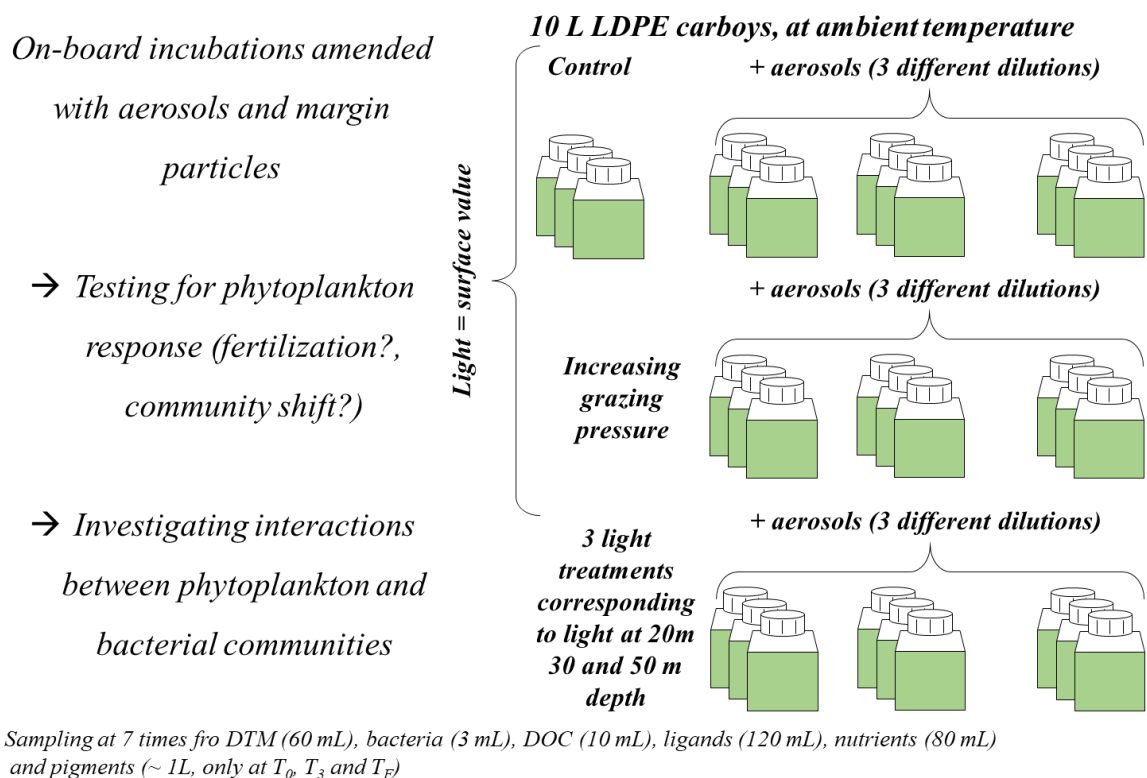 On-board incubations amended
with aerosols and margin
particles
→ Testing for phytoplankton
response (fertilization?,
community shift?)
→ Investigating interactions
between phytoplankton and
bacterial communities
10 L LDPE carboys, at ambient temperature
Control
+ aerosols (3 different dilutions)
Light = surface value
+ aerosols (3 different dilutions)
Increasing
grazing
pressure
+ aerosols (3 different dilutions)
3 light
treatments
corresponding
to light at 20m
30 and 50 m
depth
Sampling at 7 times fro DTM (60 mL), bacteria (3 mL), DOC (10 mL), ligands (120 mL), nutrients (80 mL)
and pigments (~ 1L, only at T0, T3 and TF)